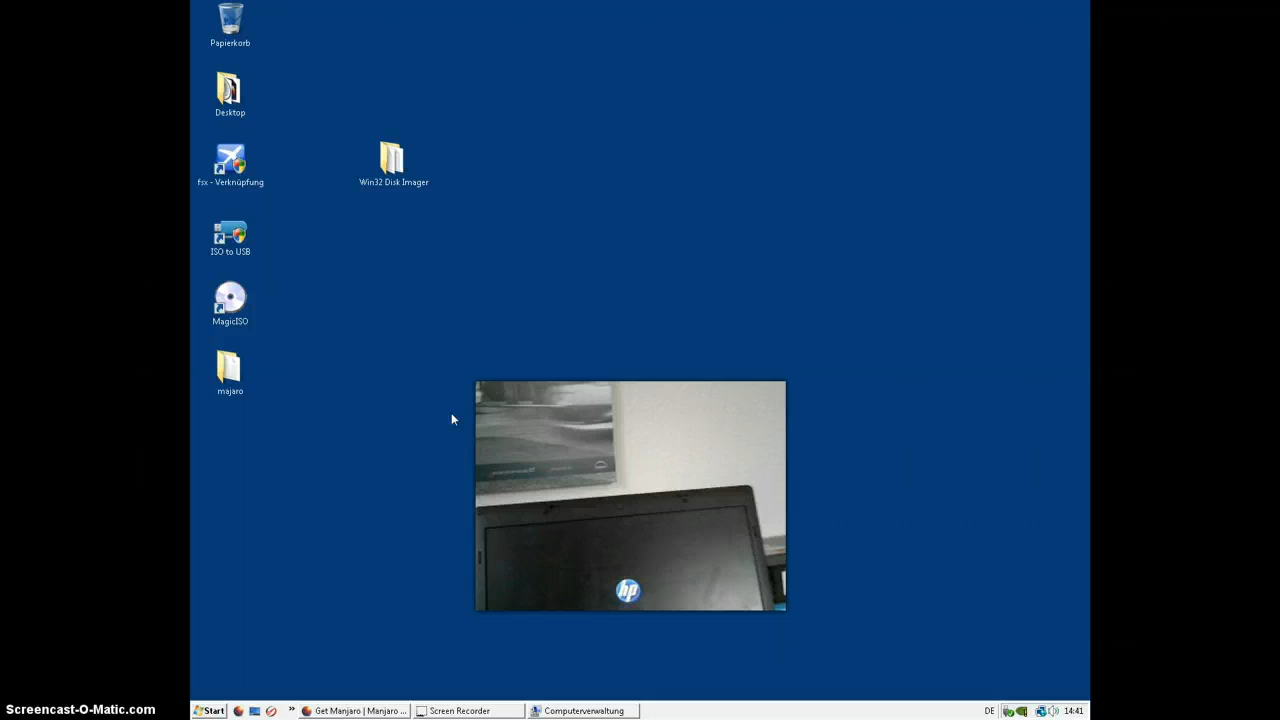 Papierkorb
Desktop
fsx - Verknüpfung
Win32 Disk Imager
ISO to USB
MagicISO
majaro
hp
Screencast-O-Matic.com
Start
»
Get Manjaro | Manjaro ...
Screen Recorder
Computerverwaltung
DE
14:41